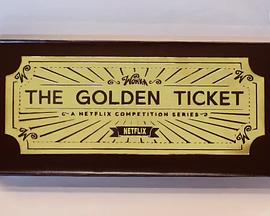 Wonka
THE GOLDEN TICKET
A NETFLIX COMPETITION SERIES
NETFLIX